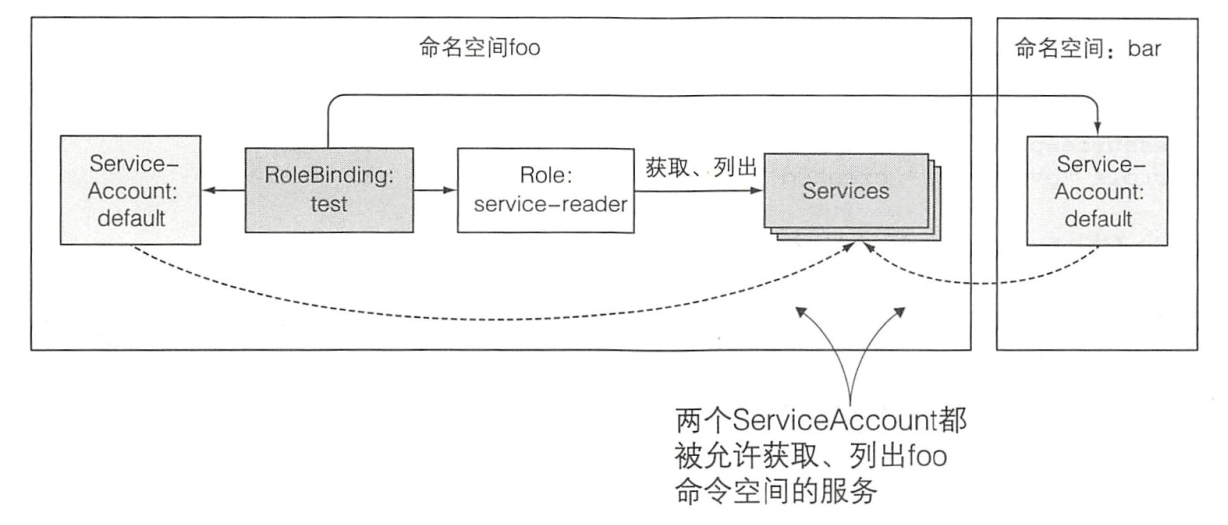 命名空间foo
命名空间：bar
Service-
Account:
default
RoleBinding:
test
Role:
service-reader
获取、列出
Services
Service-
Account:
default
两个ServiceAccount都
被允许获取、列出foo
命令空间的服务